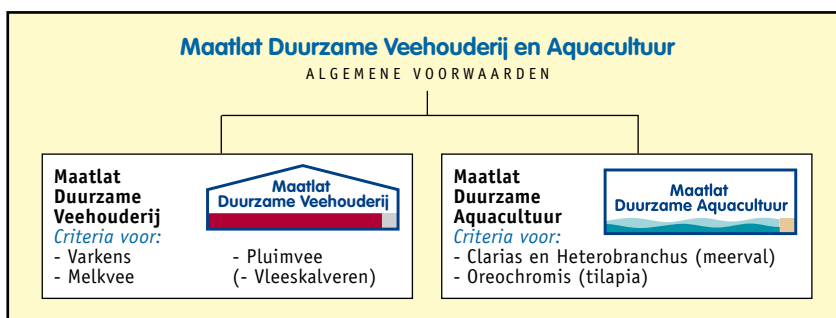 Maatlat Duurzame Veehouderij en Aquacultuur
ALGEMENE VOORWAARDEN
Maatlat
Duurzame
Veehouderij
Maatlat
Duurzame Veehouderij
Criteria voor:
- Varkens
- Melkvee
- Pluimvee
(- Vleeskalveren)
Maatlat
Duurzame
Aquacultuur
Maatlat
Duurzame Aquacultuur
Criteria voor:
- Clarias en Heterobranchus (meerval)
- Oreochromis (tilapia)